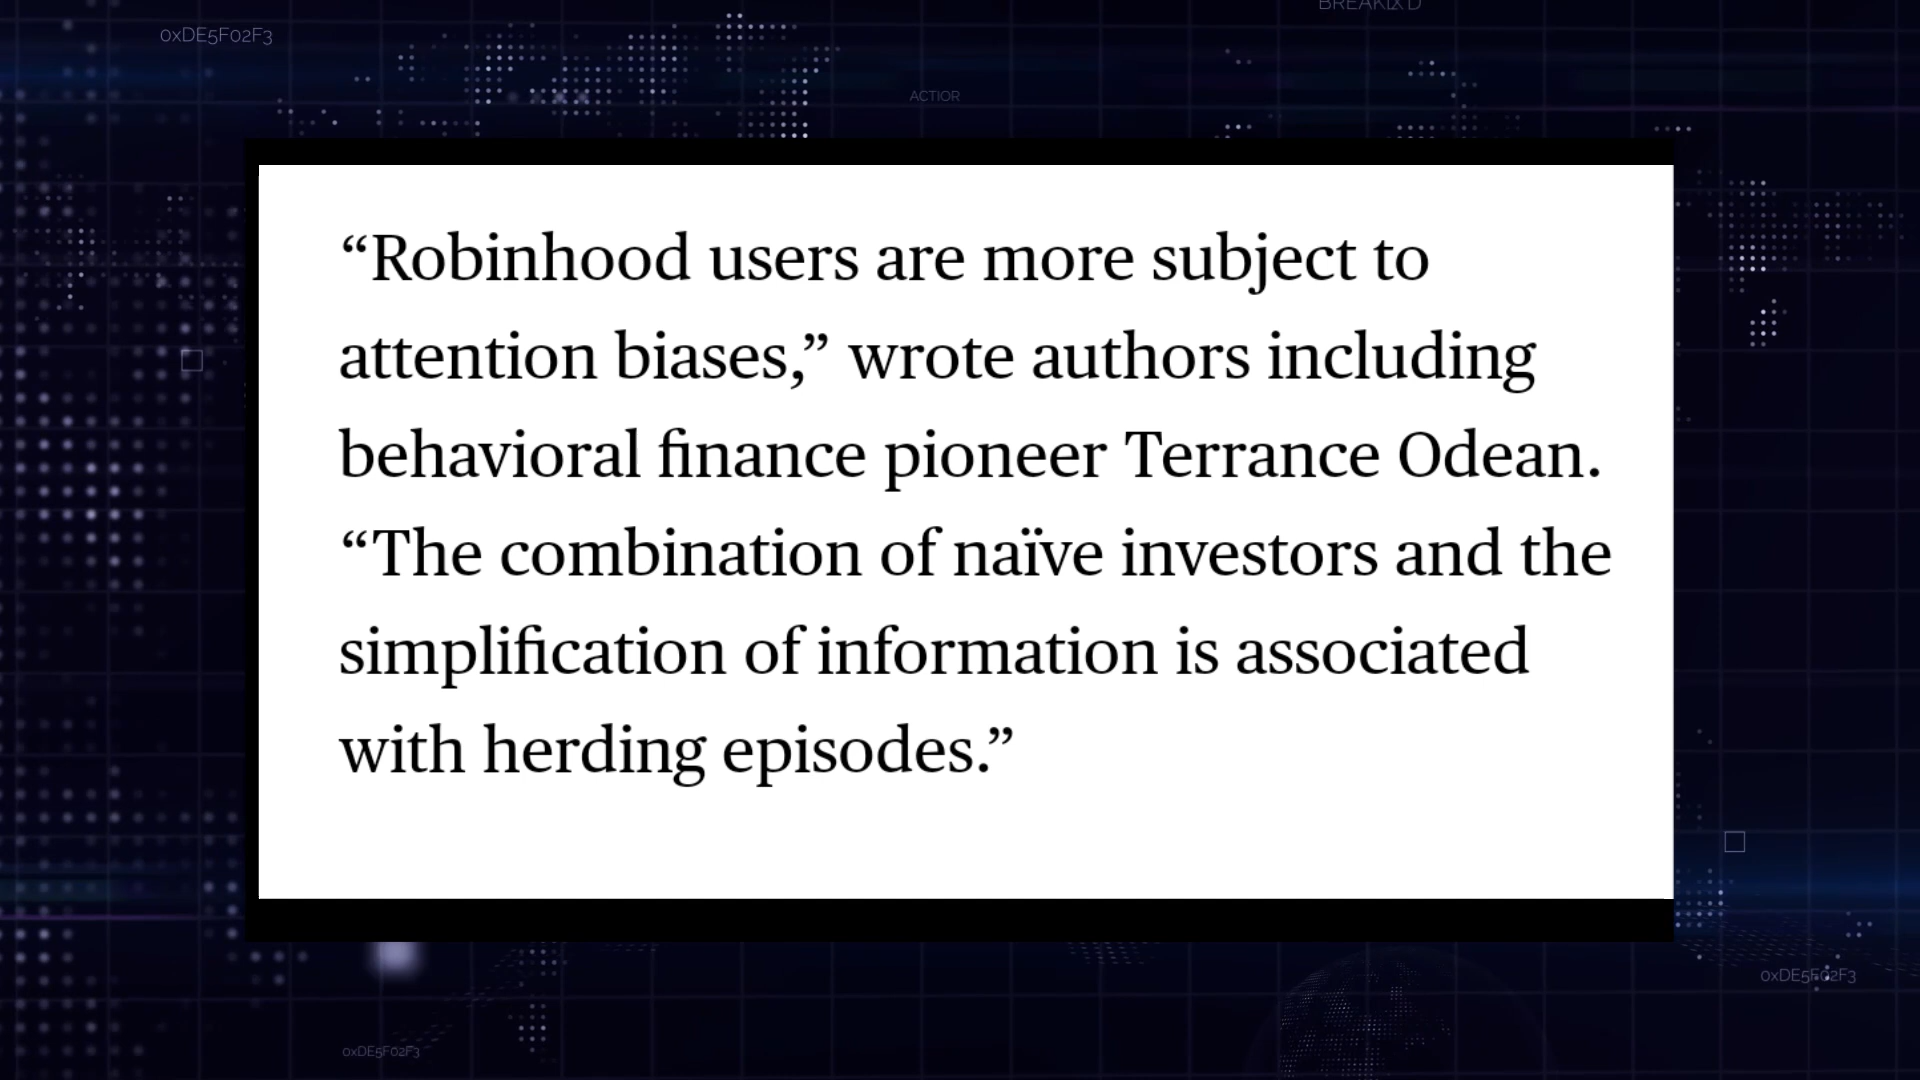 0xDE5F02F3
ACTIOR
“Robinhood users are more subject to
attention biases,” wrote authors including
behavioral finance pioneer Terrance Odean.
“The combination of naïve investors and the
simplification of information is associated
with herding episodes.”
0xDE5F02F3
0xDE5F02F3